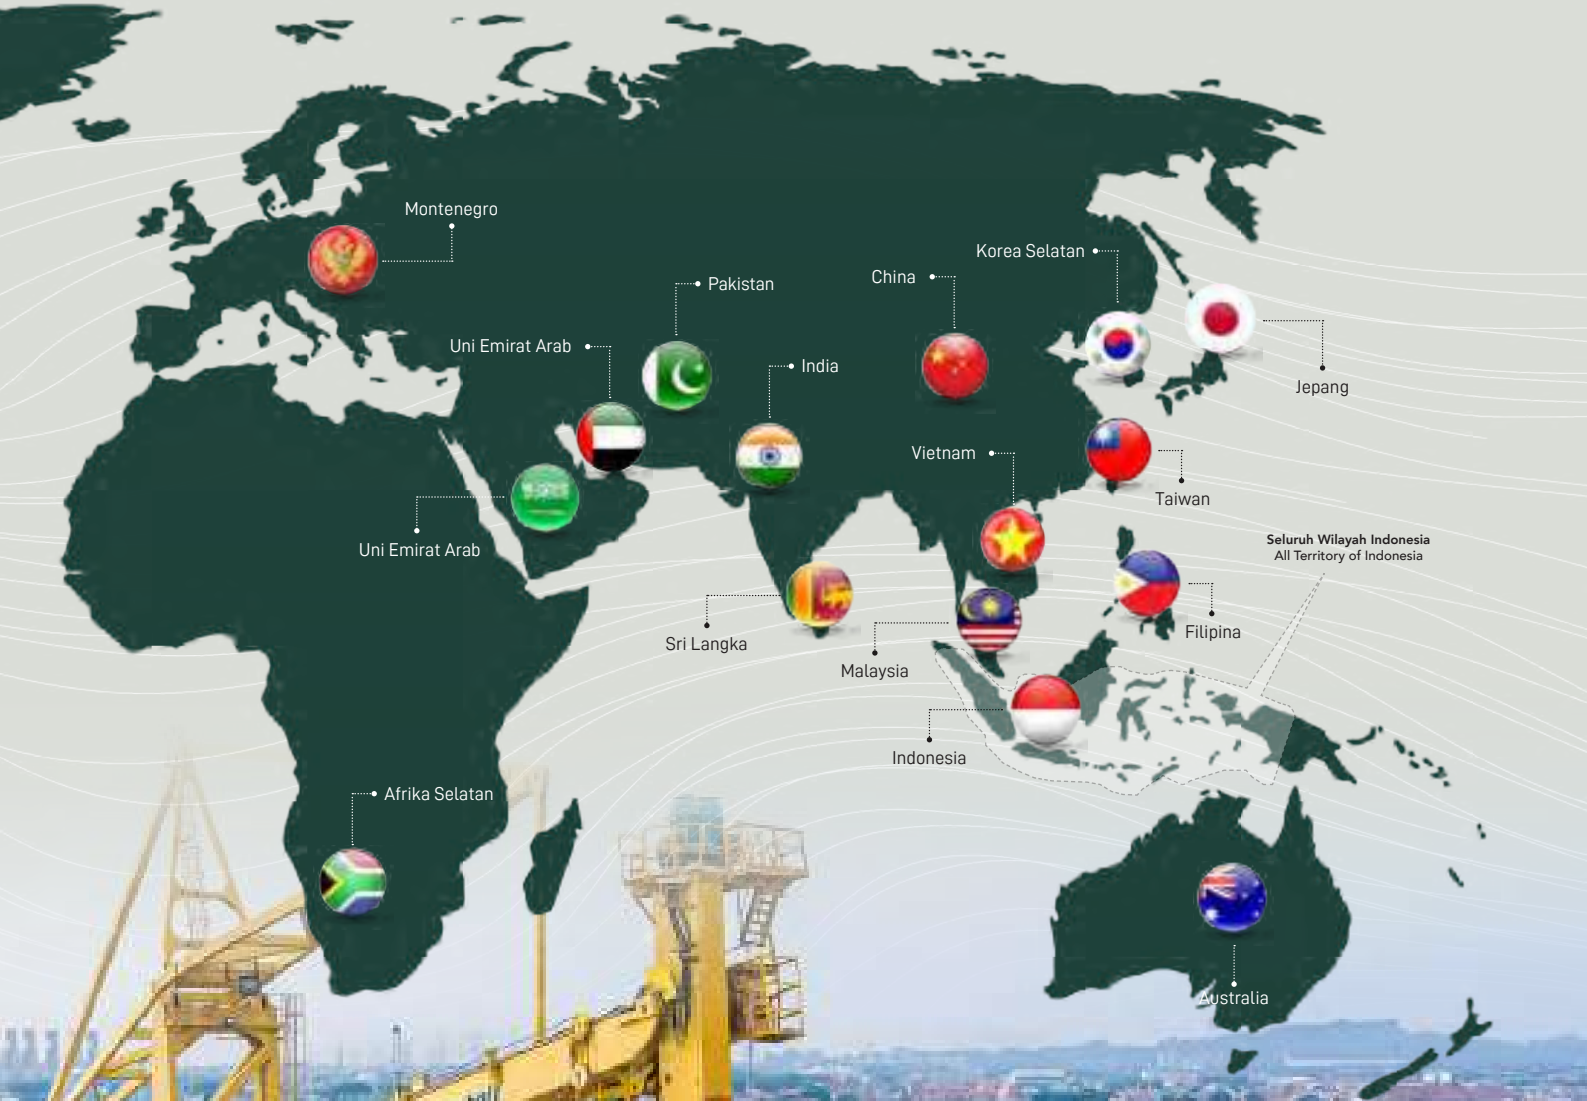 Montenegro
Korea Selatan
China
Pakistan
Uni Emirat Arab
India
Jepang
Vietnam
Taiwan
Uni Emirat Arab
Seluruh Wilayah Indonesia
All Territory of Indonesia
Sri Langka
Filipina
Malaysia
Indonesia
Afrika Selatan
Australia